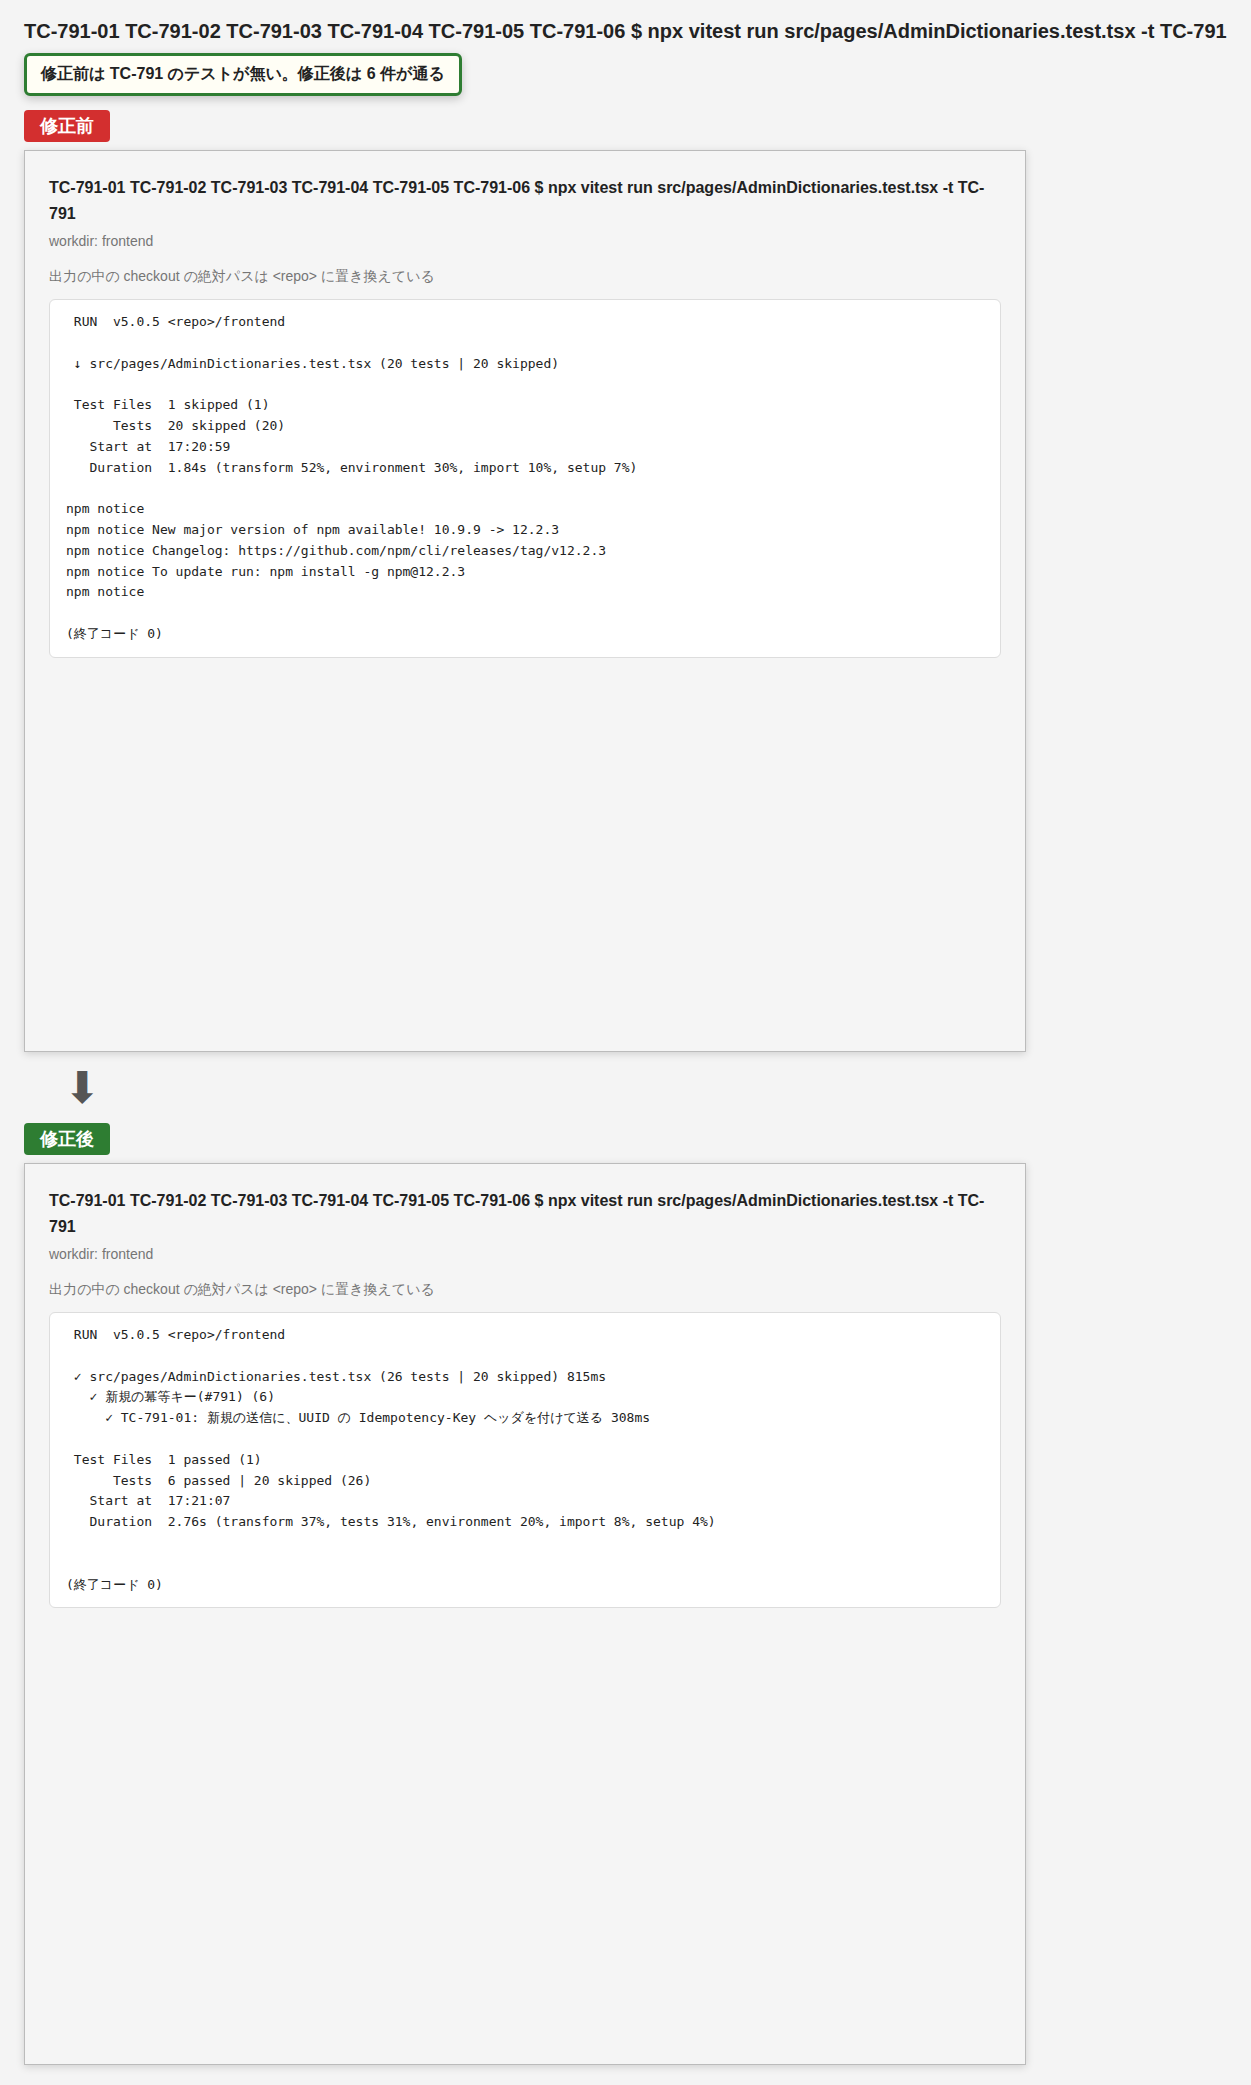 TC-791-01 TC-791-02 TC-791-03 TC-791-04 TC-791-05 TC-791-06 $ npx vitest run src/pages/AdminDictionaries.test.tsx -t TC-791
修正前は TC-791 のテストが無い。修正後は 6 件が通る
修正前
TC-791-01 TC-791-02 TC-791-03 TC-791-04 TC-791-05 TC-791-06 $ npx vitest run src/pages/AdminDictionaries.test.tsx -t TC-
791
workdir: frontend
出力の中の checkout の絶対パスは <repo> に置き換えている
RUN  v5.0.5 <repo>/frontend
↓ src/pages/AdminDictionaries.test.tsx (20 tests | 20 skipped)
Test Files  1 skipped (1)
Tests  20 skipped (20)
Start at  17:20:59
Duration  1.84s (transform 52%, environment 30%, import 10%, setup 7%)
npm notice
npm notice New major version of npm available! 10.9.9 -> 12.2.3
npm notice Changelog: https://github.com/npm/cli/releases/tag/v12.2.3
npm notice To update run: npm install -g npm@12.2.3
npm notice
(終了コード 0)
修正後
TC-791-01 TC-791-02 TC-791-03 TC-791-04 TC-791-05 TC-791-06 $ npx vitest run src/pages/AdminDictionaries.test.tsx -t TC-
791
workdir: frontend
出力の中の checkout の絶対パスは <repo> に置き換えている
RUN  v5.0.5 <repo>/frontend
✓ src/pages/AdminDictionaries.test.tsx (26 tests | 20 skipped) 815ms
✓ 新規の冪等キー(#791) (6)
✓ TC-791-01: 新規の送信に、UUID の Idempotency-Key ヘッダを付けて送る 308ms
Test Files  1 passed (1)
Tests  6 passed | 20 skipped (26)
Start at  17:21:07
Duration  2.76s (transform 37%, tests 31%, environment 20%, import 8%, setup 4%)
(終了コード 0)